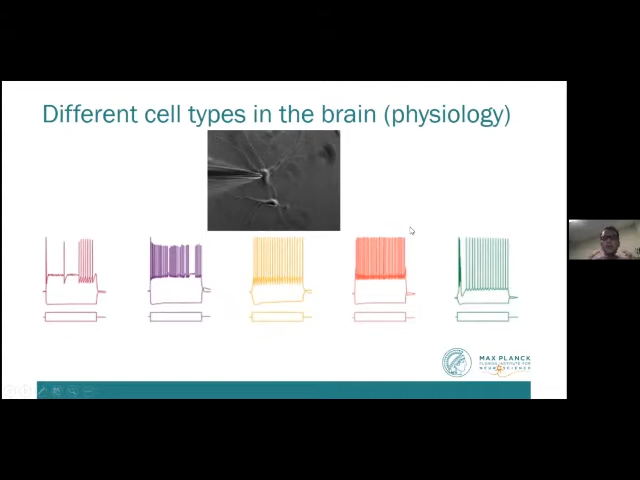 Different cell types in the brain (physiology)
MAX PLANCK
FLORIDA INSTITUTE FOR
NEUROSCIENCE